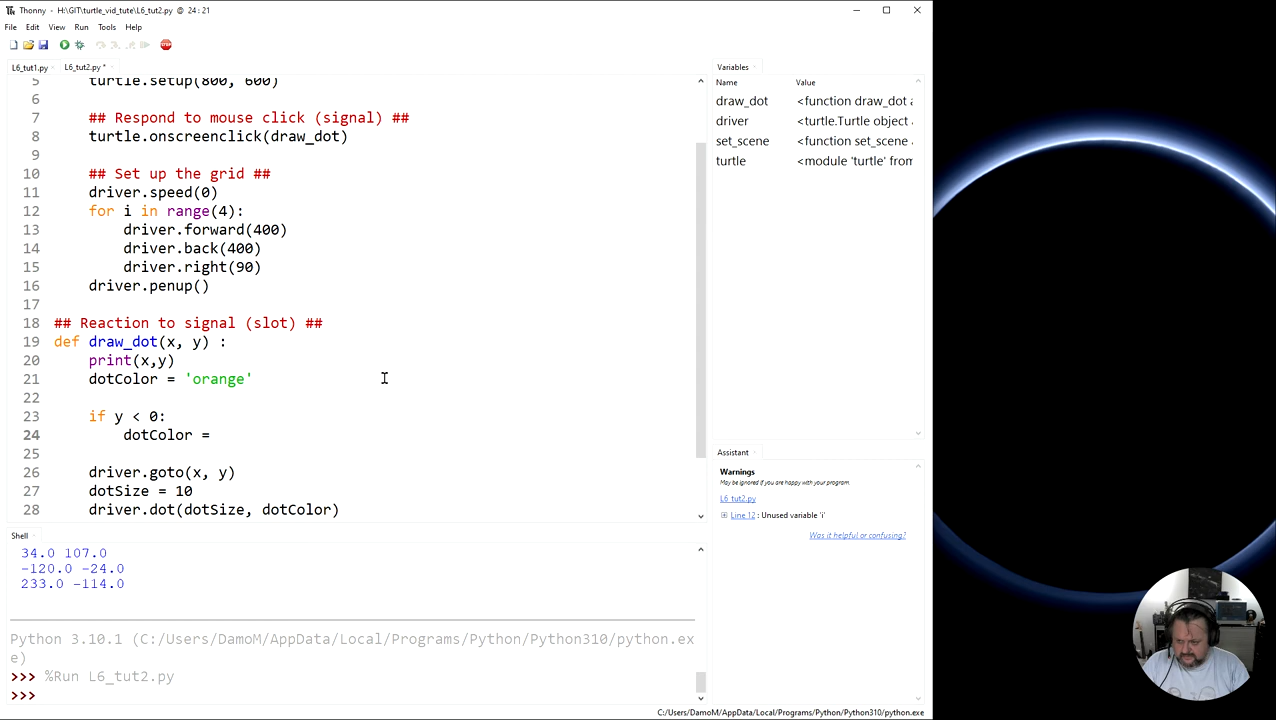 Thonny - H:\GIT\turtle_vid_tute\L6_tut2.py @ 24 : 21
File Edit View Run Tools Help
L6_tut1.py L6_tut2.py *
5 turtle.setup(800, 600)
6
7 ## Respond to mouse click (signal) ##
8 turtle.onscreenclick(draw_dot)
9
10 ## Set up the grid ##
11 driver.speed(0)
12 for i in range(4):
13 driver.forward(400)
14 driver.back(400)
15 driver.right(90)
16 driver.penup()
17
18 ## Reaction to signal (slot) ##
19 def draw_dot(x, y) :
20 print(x,y)
21 dotColor = 'orange'
22
23 if y < 0:
24 dotColor =
25
26 driver.goto(x, y)
27 dotSize = 10
28 driver.dot(dotSize, dotColor)
Shell
34.0 107.0
-120.0 -24.0
233.0 -114.0
Python 3.10.1 (C:/Users/DamoM/AppData/Local/Programs/Python/Python310/python.ex
e)
>>> %Run L6_tut2.py
>>>
Variables
Name Value
draw_dot <function draw_dot a
driver <turtle.Turtle object
set_scene <function set_scene
turtle <module 'turtle' from
Assistant
Warnings
May be ignored if you are happy with your program.
L6_tut2.py
Line 12 : Unused variable 'i'
Was it helpful or confusing?
C:/Users/DamoM/AppData/Local/Programs/Python/Python310/python.exe